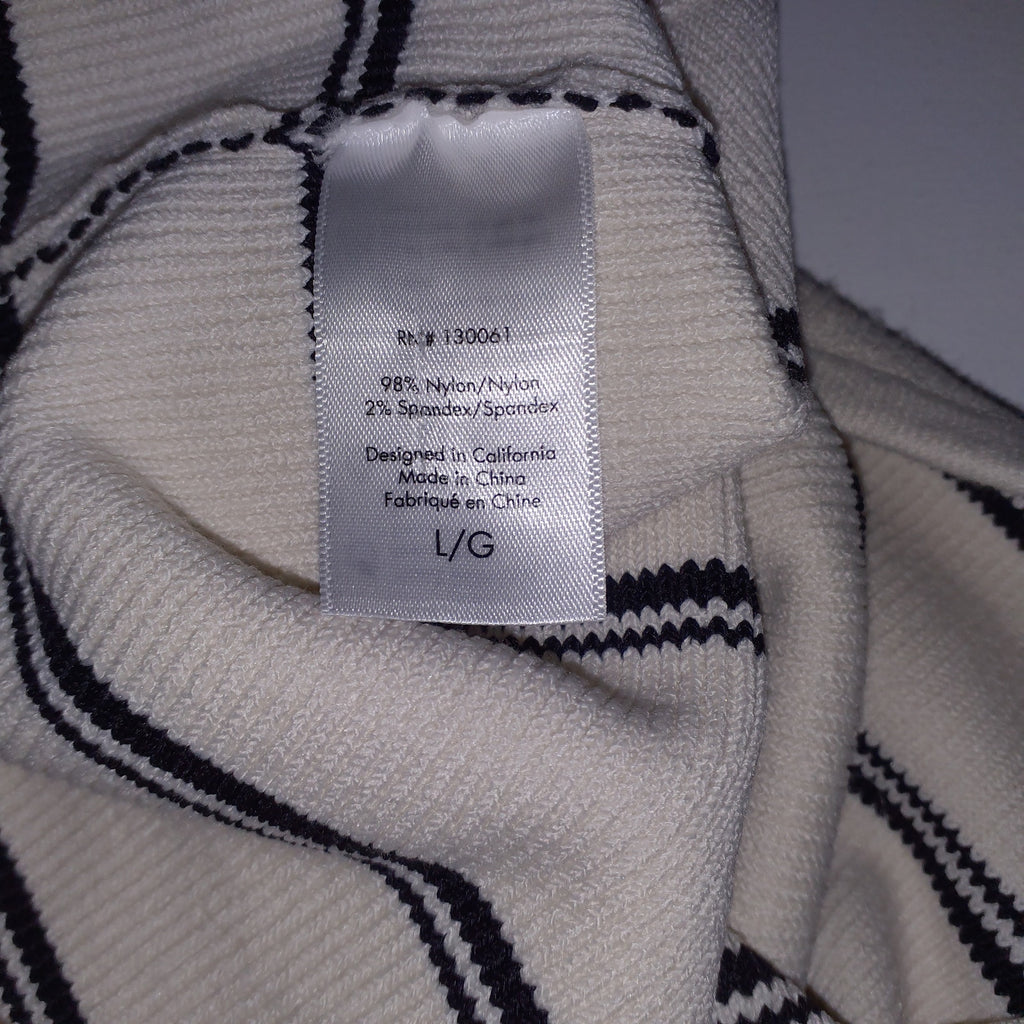 RN # 130061
98% Nylon/Nylon
2% Spandex/Spandex
Designed in California
Made in China
Fabriqué en Chine
L/G